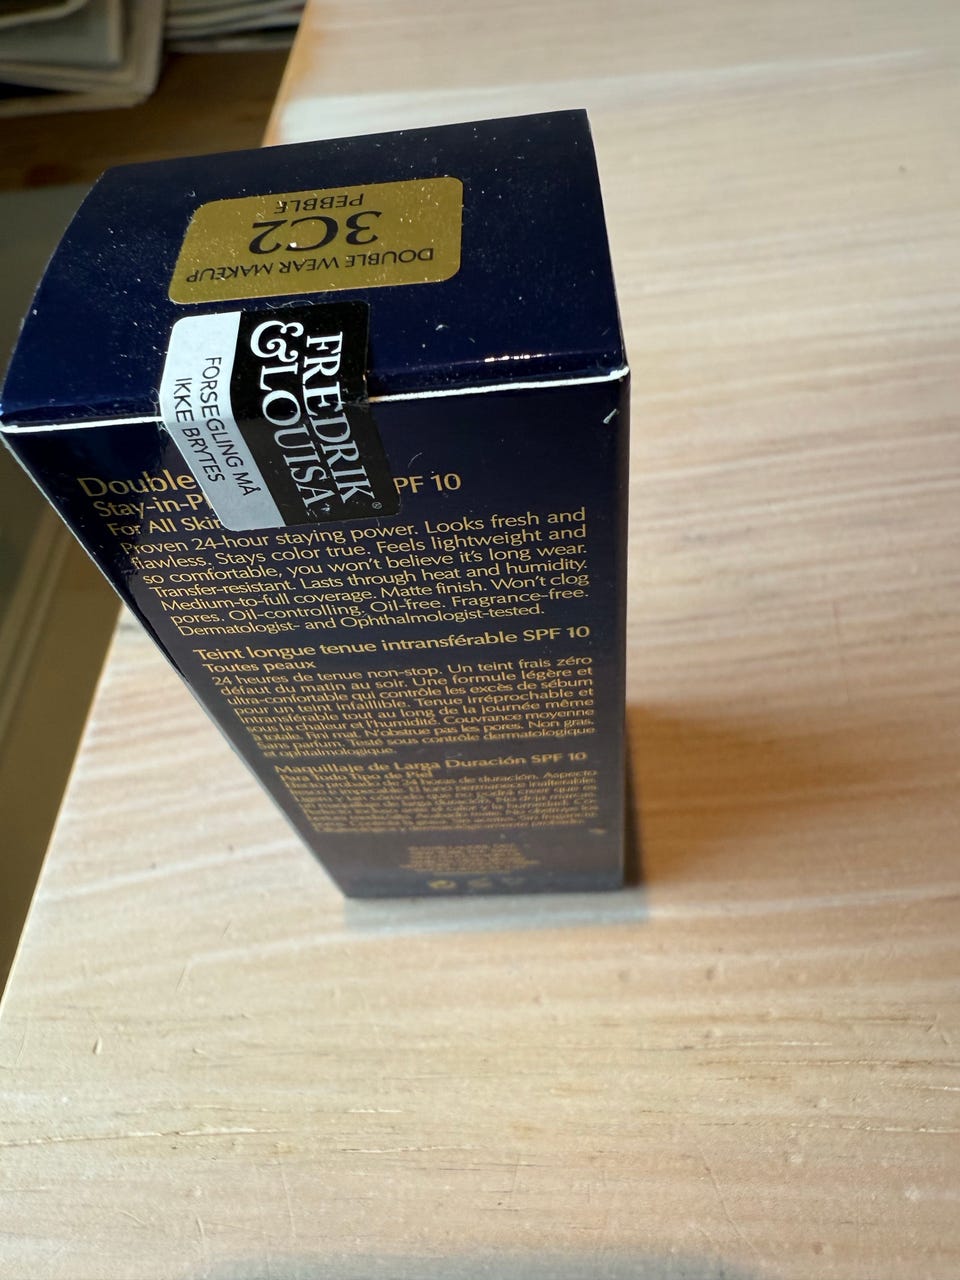 DOUBLE WEAR MAKEUP
3C2
PEBBLE
FREDRIK
&LOUISA®
FORSEGLING MÅ
IKKE BRYTES
Double PF 10
Stay-in-P
For All Skin
Proven 24-hour staying power. Looks fresh and
flawless. Stays color true. Feels lightweight and
so comfortable, you won't believe it's long wear.
Transfer-resistant. Lasts through heat and humidity.
Medium-to-full coverage. Matte finish. Won't clog
pores. Oil-controlling. Oil-free. Fragrance-free.
Dermatologist- and Ophthalmologist-tested.
Teint longue tenue intransférable SPF 10
Toutes peaux
24 heures de tenue non-stop. Un teint frais zéro
défaut du matin au soir. Une formule légère et
ultra-confortable qui contrôle les excès de sébum
pour un teint infaillible. Tenue irréprochable et
intransférable tout au long de la journée même
sous la chaleur et l'humidité. Couvrance moyenne
à totale. Fini mat. N'obstrue pas les pores. Non gras.
Sans parfum. Testé sous contrôle dermatologique
et ophtalmologique.
Maquillaje de Larga Duración SPF 10
Para Todo Tipo de Piel